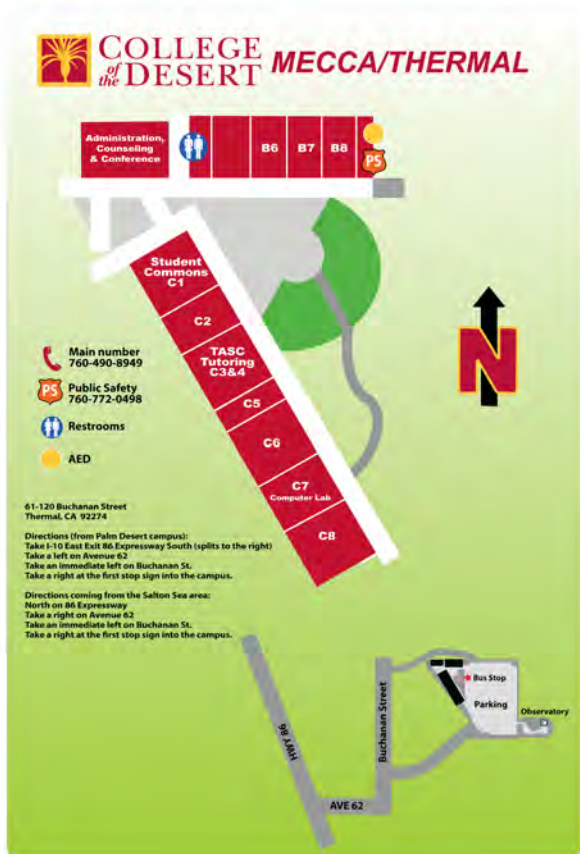 COLLEGE
of the DESERT
MECCA/THERMAL
Administration,
Counseling
& Conference
B6
B7
B8
PS
Student
Commons
C1
C2
TASC
Tutoring
C3&4
C5
C6
C7
Computer Lab
C8
N
Main number
760-490-8949
PS
Public Safety
760-772-0498
Restrooms
AED
61-120 Buchanan Street
Thermal, CA 92274
Directions (from Palm Desert campus):
Take I-10 East Exit 86 Expressway South (splits to the right)
Take a left on Avenue 62
Take an immediate left on Buchanan St.
Take a right at the first stop sign into the campus.
Directions coming from the Salton Sea area:
North on 86 Expressway
Take a right on Avenue 62
Take an immediate left on Buchanan St.
Take a right at the first stop sign into the campus.
Bus Stop
Parking
Observatory
Buchanan Street
HWY 86
AVE 62